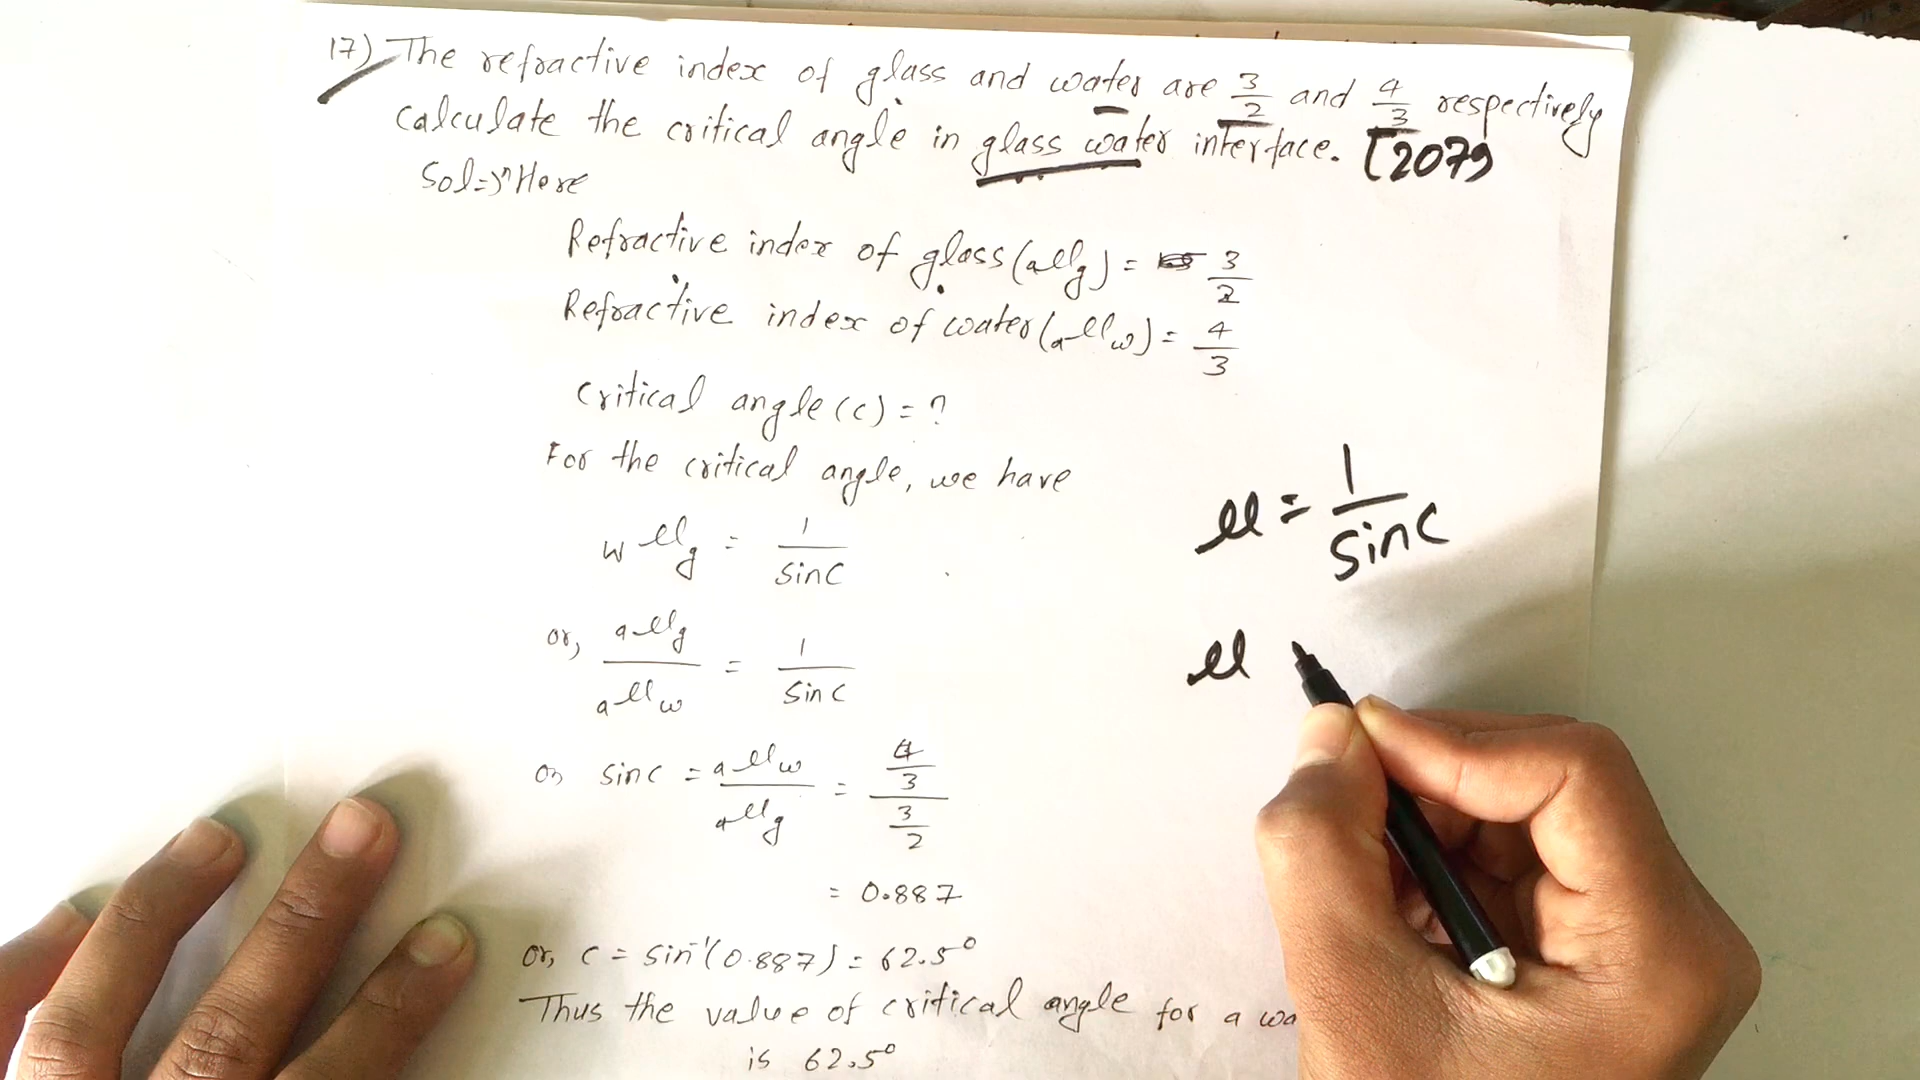 17) The refractive index of glass and water are 3/2 and 4/3 respectively
calculate the critical angle in glass water interface. [2079
Sol=>n Here
Refractive index of glass (aμg) = 3/2
Refractive index of water (aμw) = 4/3
Critical angle (c) = ?
For the critical angle, we have
wμg = 1/sinC
or, aμg/aμw = 1/sinC
or sinc = aμw/aμg = 4/3 / 3/2
= 0.887
or, c = sin⁻¹(0.887) = 62.5⁰
Thus the value of critical angle for a wa
is 62.5⁰
μ = 1/sinc
μ